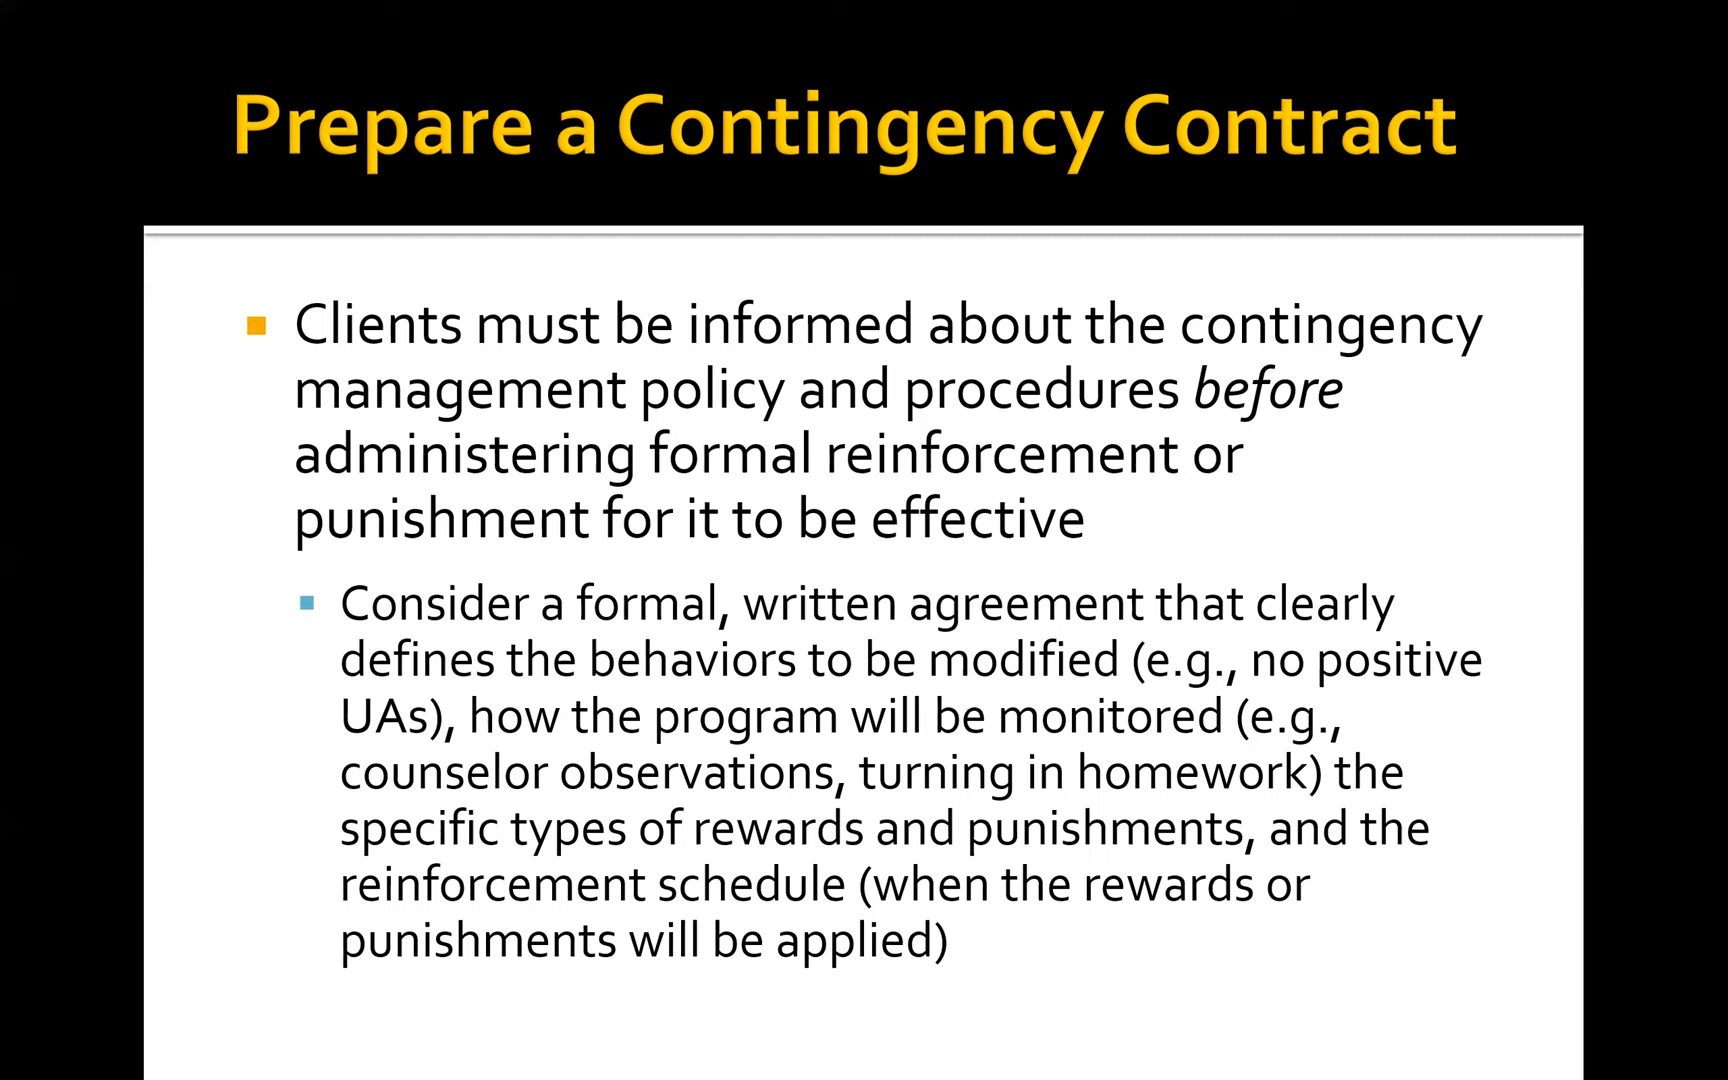 Prepare a Contingency Contract
Clients must be informed about the contingency
management policy and procedures before
administering formal reinforcement or
punishment for it to be effective
Consider a formal, written agreement that clearly
defines the behaviors to be modified (e.g., no positive
UAs), how the program will be monitored (e.g.,
counselor observations, turning in homework) the
specific types of rewards and punishments, and the
reinforcement schedule (when the rewards or
punishments will be applied)